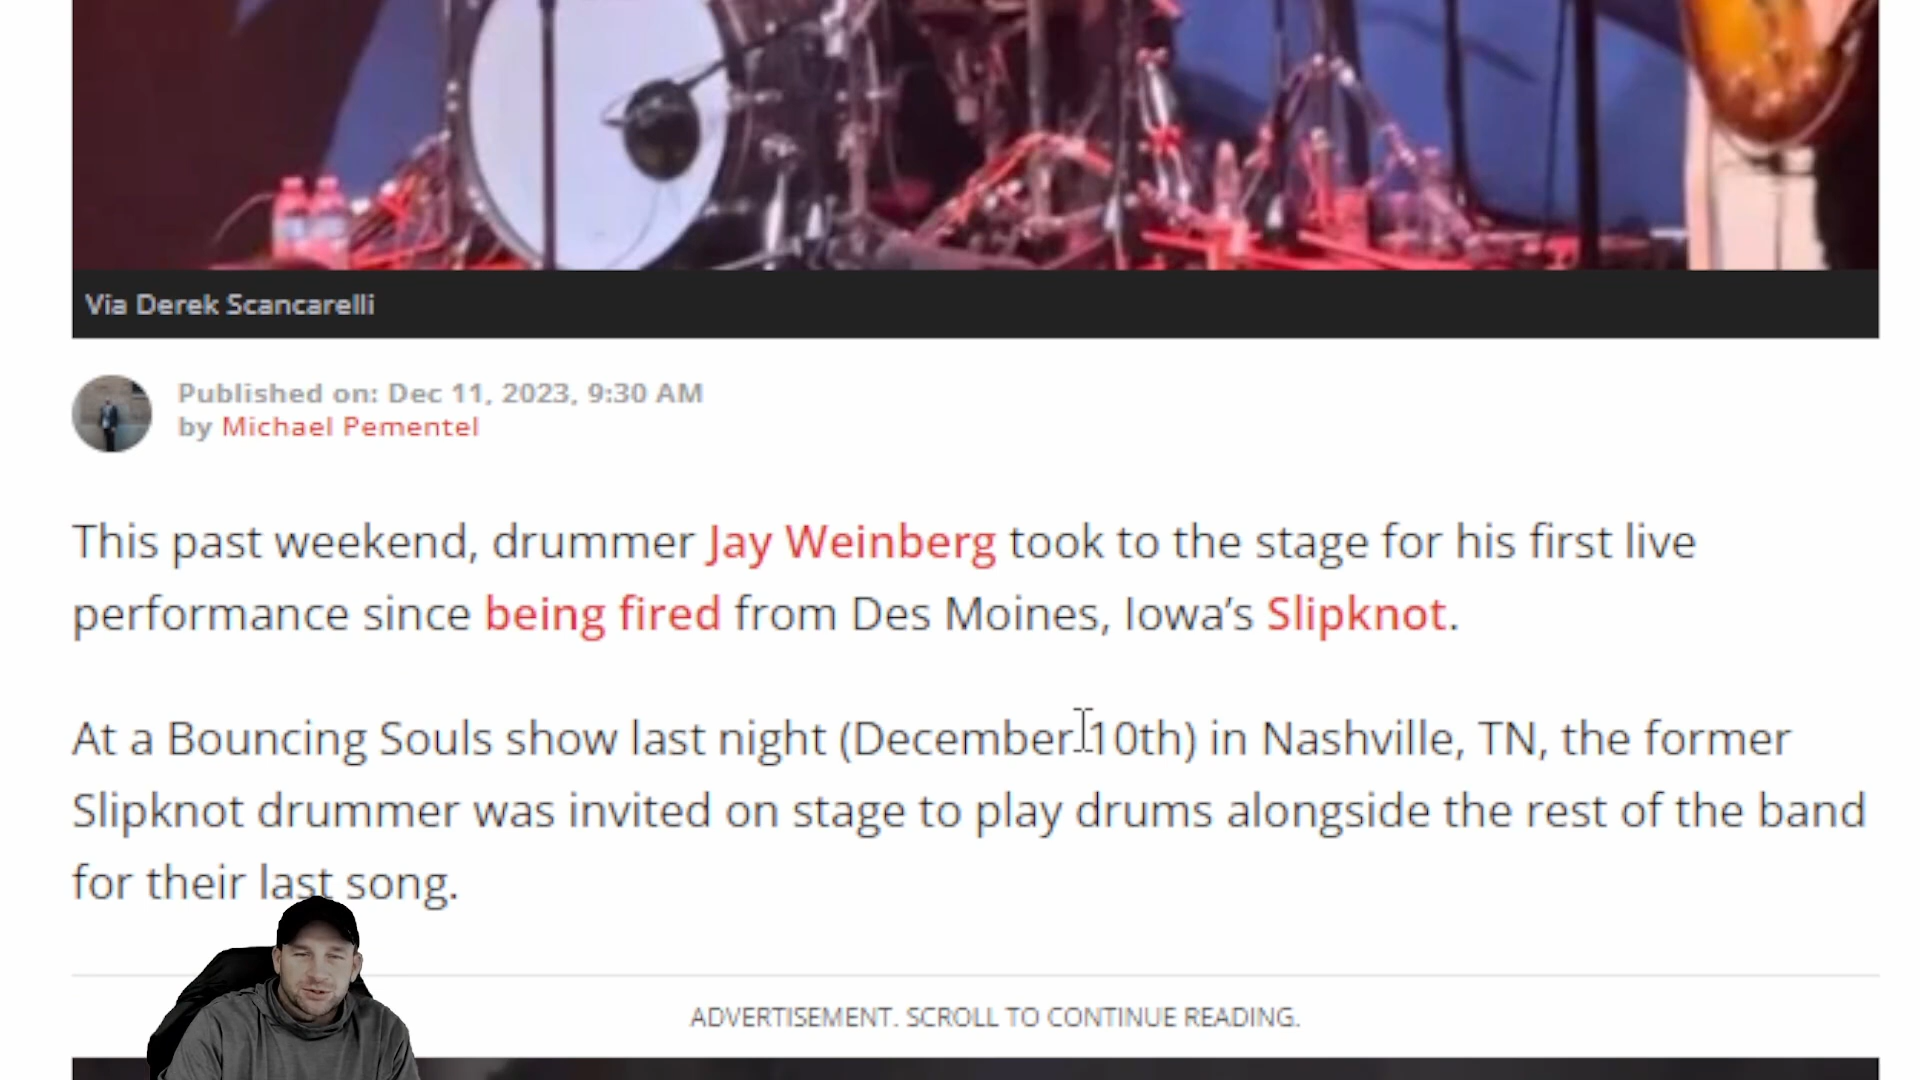 Via Derek Scancarelli
Published on: Dec 11, 2023, 9:30 AM
by Michael Pementel
This past weekend, drummer Jay Weinberg took to the stage for his first live
performance since being fired from Des Moines, Iowa’s Slipknot.
At a Bouncing Souls show last night (December 10th) in Nashville, TN, the former
Slipknot drummer was invited on stage to play drums alongside the rest of the band
for their last song.
ADVERTISEMENT. SCROLL TO CONTINUE READING.